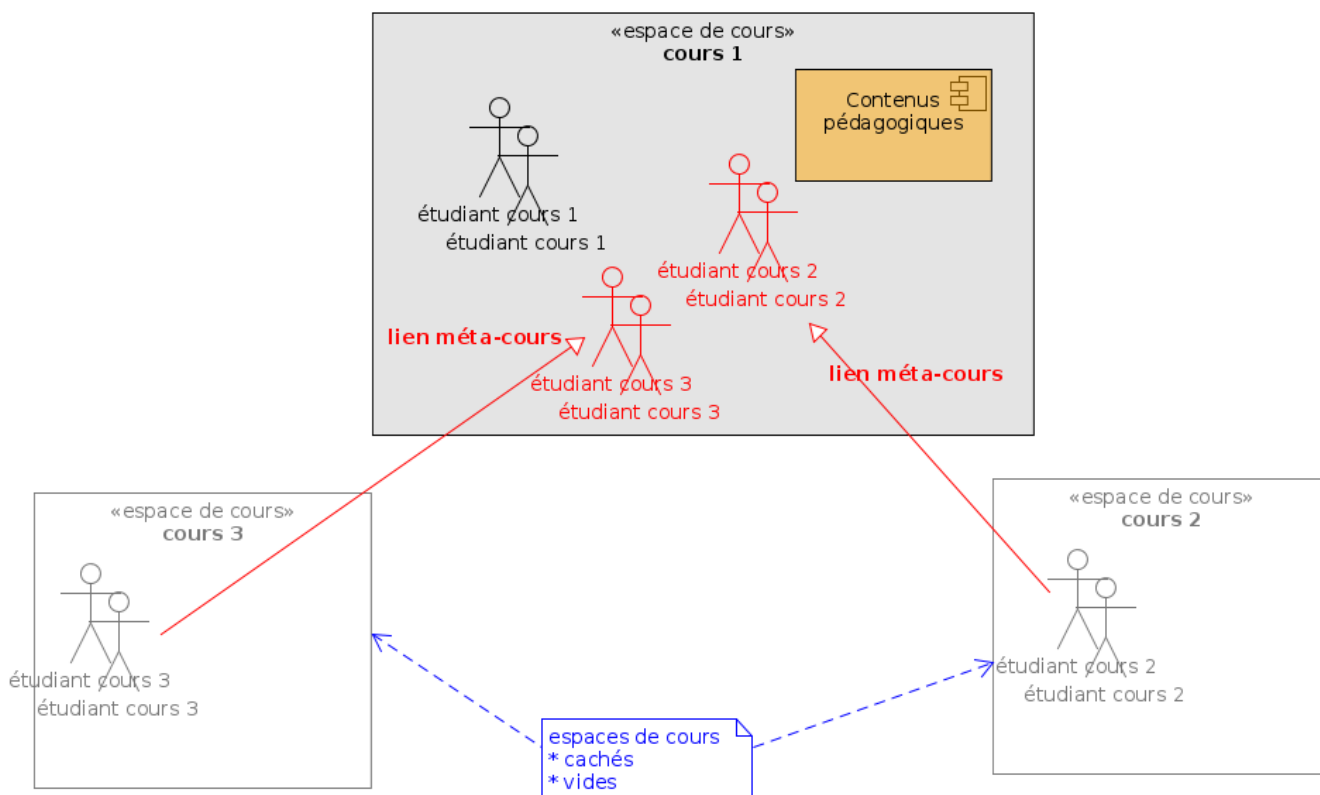 «espace de cours»
cours 1
Contenus
pédagogiques
étudiant cours 1
étudiant cours 1
étudiant cours 2
étudiant cours 2
lien méta-cours
lien méta-cours
étudiant cours 3
étudiant cours 3
«espace de cours»
cours 3
étudiant cours 3
étudiant cours 3
«espace de cours»
cours 2
étudiant cours 2
étudiant cours 2
espaces de cours
* cachés
* vides